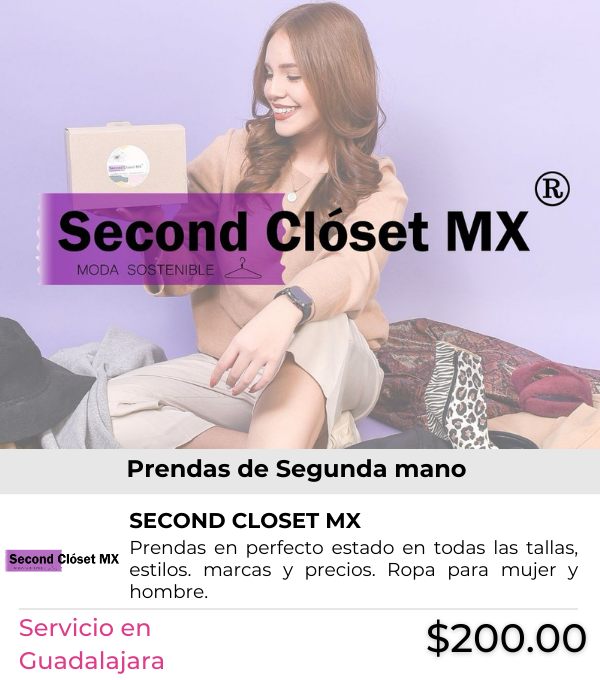 ®
Second Clóset MX
MODA SOSTENIBLE
Prendas de Segunda mano
SECOND CLOSET MX
Prendas en perfecto estado en todas las tallas,
Second Clóset MX
estilos. marcas y precios. Ropa para mujer y
hombre.
Servicio en
Guadalajara
$200.00